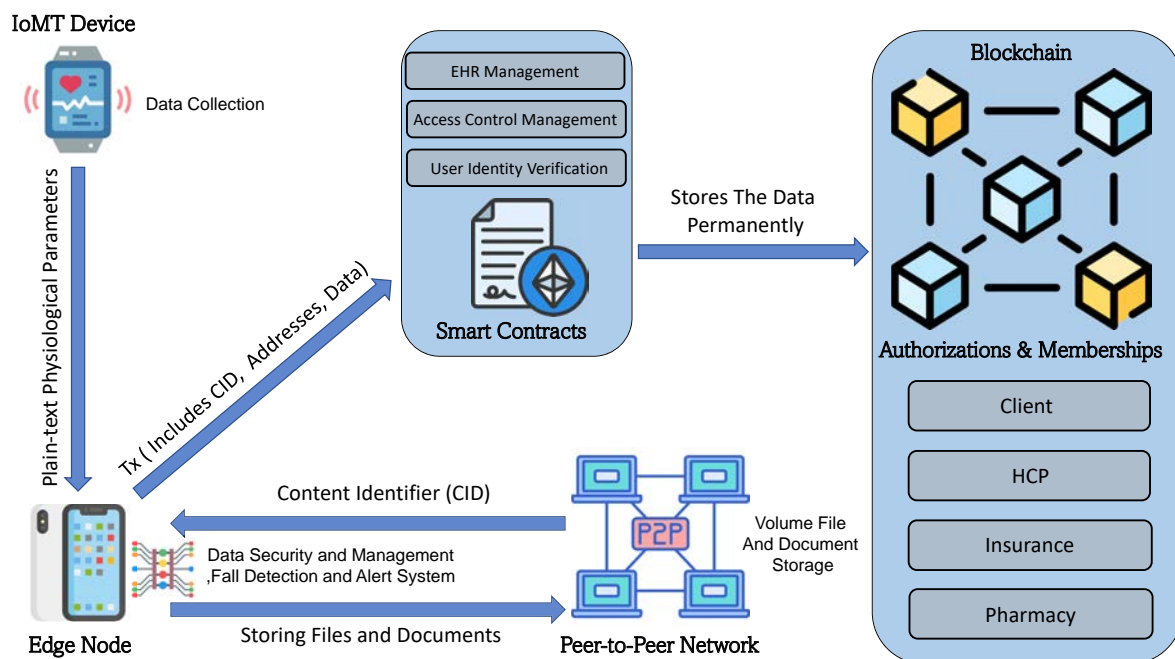 IoMT Device
Data Collection
Plain-text Physiological Parameters
EHR Management
Access Control Management
User Identity Verification
Smart Contracts
Tx ( Includes CID, Addresses, Data)
Stores The Data
Permanently
Blockchain
Authorizations & Memberships
Client
HCP
Insurance
Pharmacy
Content Identifier (CID)
Data Security and Management
,Fall Detection and Alert System
Storing Files and Documents
Edge Node
P2P
Volume File
And Document
Storage
Peer-to-Peer Network